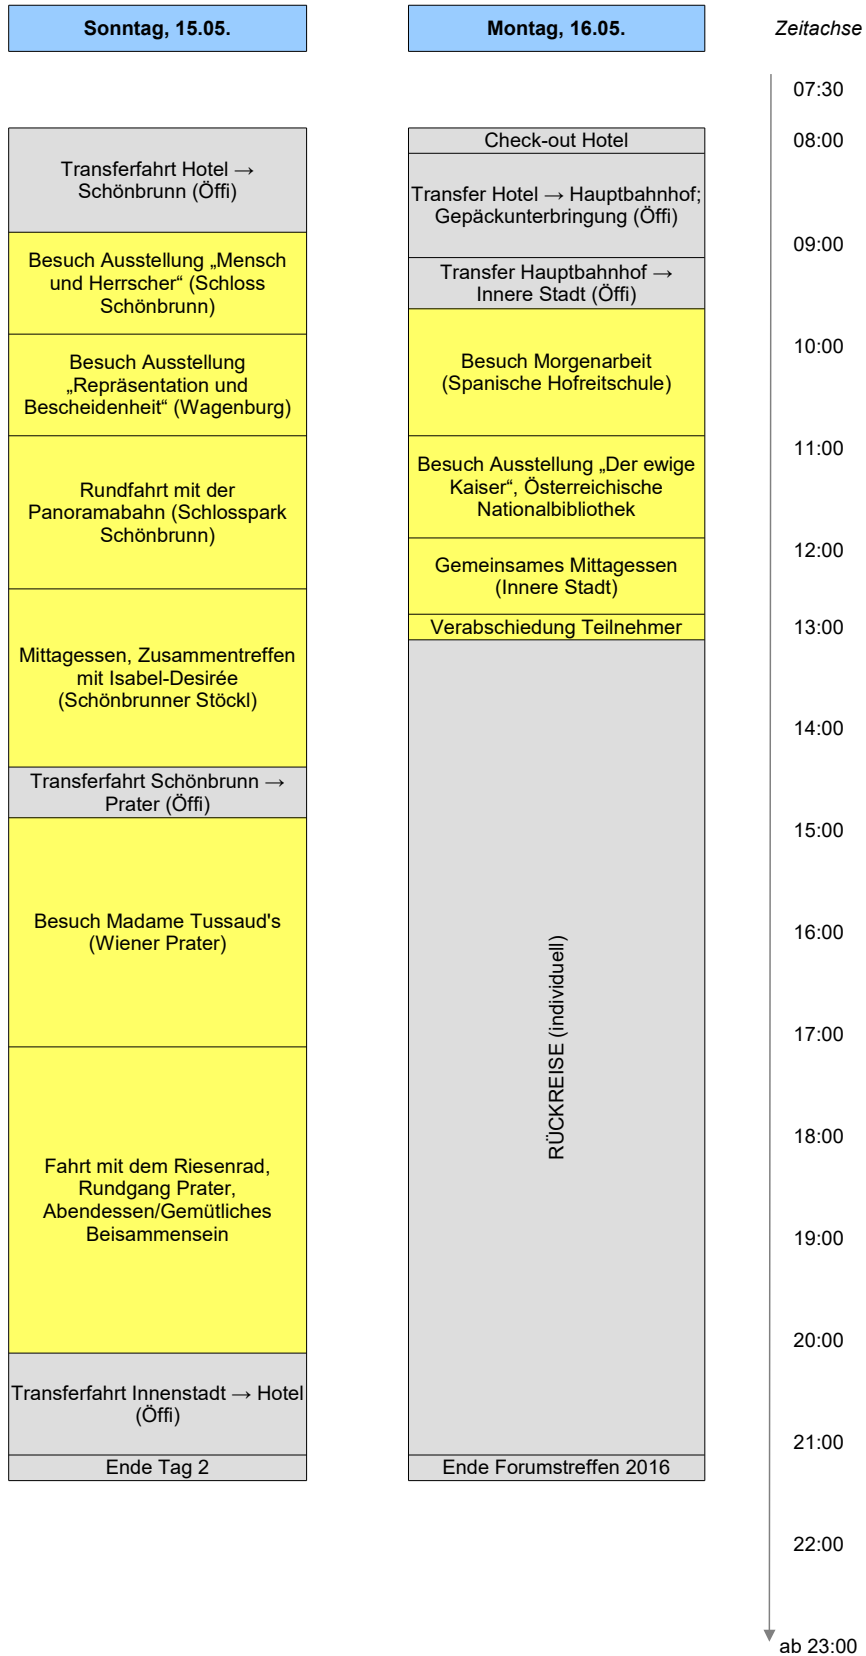 Sonntag, 15.05.
Transferfahrt Hotel →
Schönbrunn (Öffi)
Besuch Ausstellung „Mensch
und Herrscher“ (Schloss
Schönbrunn)
Besuch Ausstellung
„Repräsentation und
Bescheidenheit“ (Wagenburg)
Rundfahrt mit der
Panoramabahn (Schlosspark
Schönbrunn)
Mittagessen, Zusammentreffen
mit Isabel-Desirée
(Schönbrunner Stöckl)
Transferfahrt Schönbrunn →
Prater (Öffi)
Besuch Madame Tussaud's
(Wiener Prater)
Fahrt mit dem Riesenrad,
Rundgang Prater,
Abendessen/Gemütliches
Beisammensein
Transferfahrt Innenstadt → Hotel
(Öffi)
Ende Tag 2
Montag, 16.05.
Check-out Hotel
Transfer Hotel → Hauptbahnhof;
Gepäckunterbringung (Öffi)
Transfer Hauptbahnhof →
Innere Stadt (Öffi)
Besuch Morgenarbeit
(Spanische Hofreitschule)
Besuch Ausstellung „Der ewige
Kaiser“, Österreichische
Nationalbibliothek
Gemeinsames Mittagessen
(Innere Stadt)
Verabschiedung Teilnehmer
RÜCKREISE (individuell)
Ende Forumstreffen 2016
Zeitachse
07:30
08:00
09:00
10:00
11:00
12:00
13:00
14:00
15:00
16:00
17:00
18:00
19:00
20:00
21:00
22:00
ab 23:00